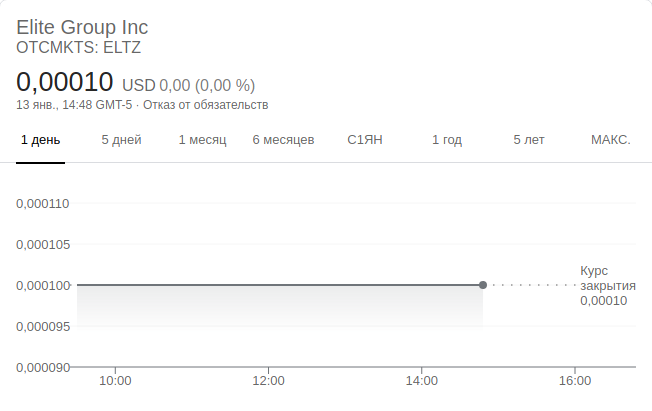 Elite Group Inc
OTCMKTS: ELTZ
0,00010 USD 0,00 (0,00 %)
13 янв., 14:48 GMT-5 · Отказ от обязательств
1 день 5 дней 1 месяц 6 месяцев С1ЯН 1 год 5 лет МАКС.
0,000110
0,000105
0,000100
0,000095
0,000090
Курс
закрытия
0,00010
10:00 12:00 14:00 16:00